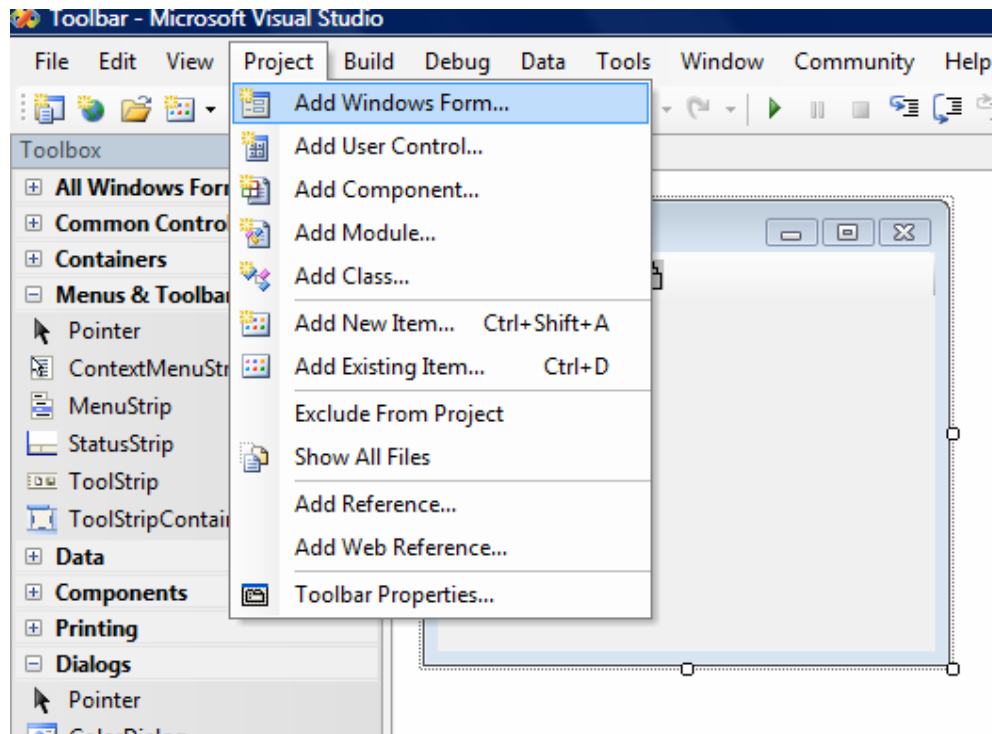 Toolbar - Microsoft Visual Studio
File Edit View Project Build Debug Data Tools Window Community Help
Add Windows Form...
Toolbox
Add User Control...
All Windows Forr
Add Component...
Common Contro
Add Module...
Containers
Add Class...
Menus & Toolbar
Add New Item... Ctrl+Shift+A
Pointer
Add Existing Item... Ctrl+D
ContextMenuStr
MenuStrip
Exclude From Project
StatusStrip
Show All Files
ToolStrip
Add Reference...
ToolStripContai
Add Web Reference...
Data
Components
Toolbar Properties...
Printing
Dialogs
Pointer
ColorDialog